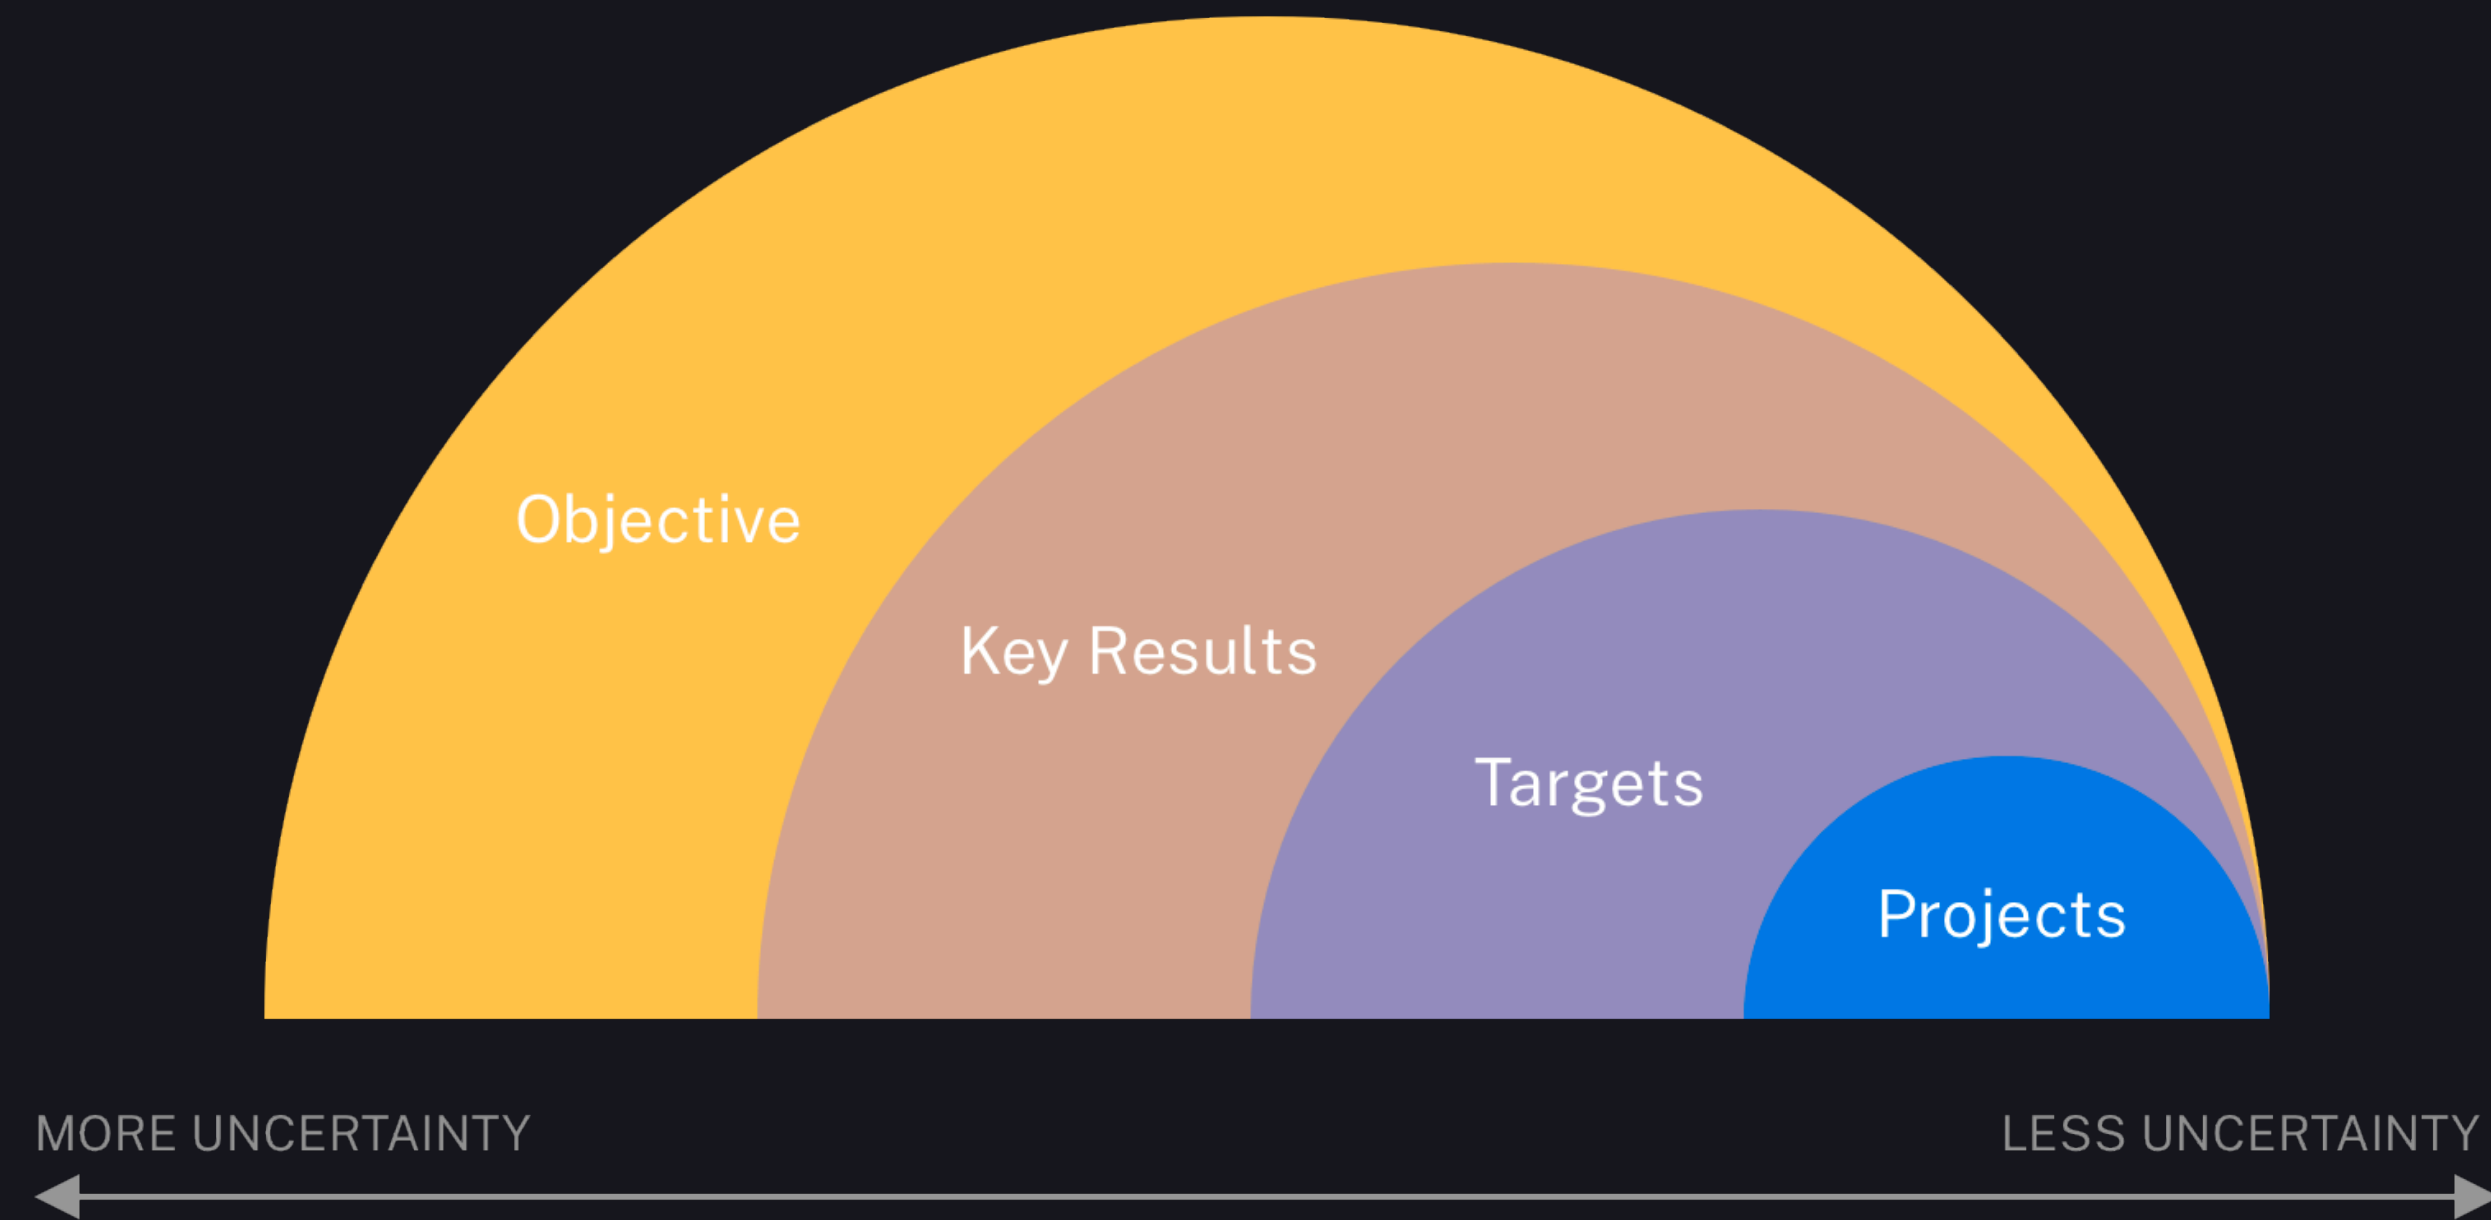 Objective
Key Results
Targets
Projects
MORE UNCERTAINTY
LESS UNCERTAINTY